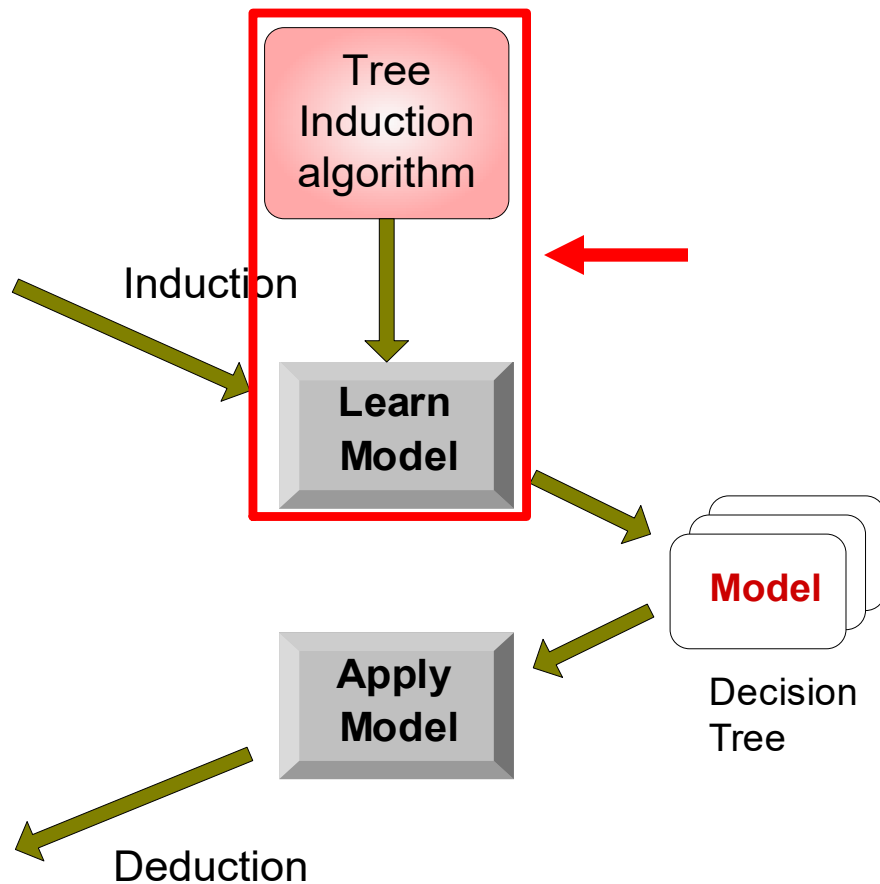 Tree
Induction
algorithm
Induction
Learn
Model
Model
Decision
Tree
Apply
Model
Deduction